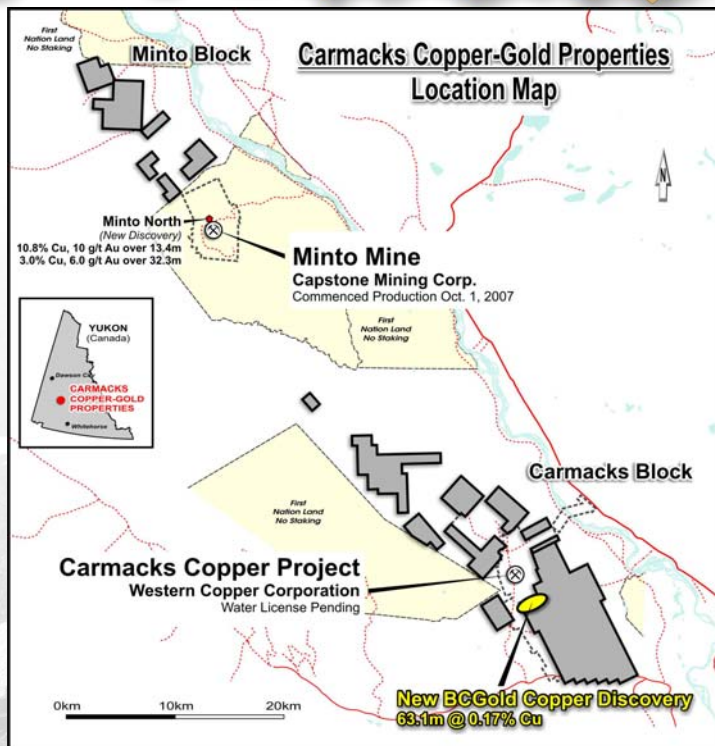 First
Nation Land
No Staking
Minto Block
Carmacks Copper-Gold Properties
Location Map
N
Minto North
(New Discovery)
10.8% Cu, 10 g/t Au over 13.4m
3.0% Cu, 6.0 g/t Au over 32.3m
Minto Mine
Capstone Mining Corp.
Commenced Production Oct. 1, 2007
First
Nation Land
No Staking
YUKON
(Canada)
Dawson City
CARMACKS
COPPER-GOLD
PROPERTIES
Whitehorse
Carmacks Block
First
Nation Land
No Staking
Carmacks Copper Project
Western Copper Corporation
Water License Pending
New BCGold Copper Discovery
63.1m @ 0.17% Cu
0km
10km
20km